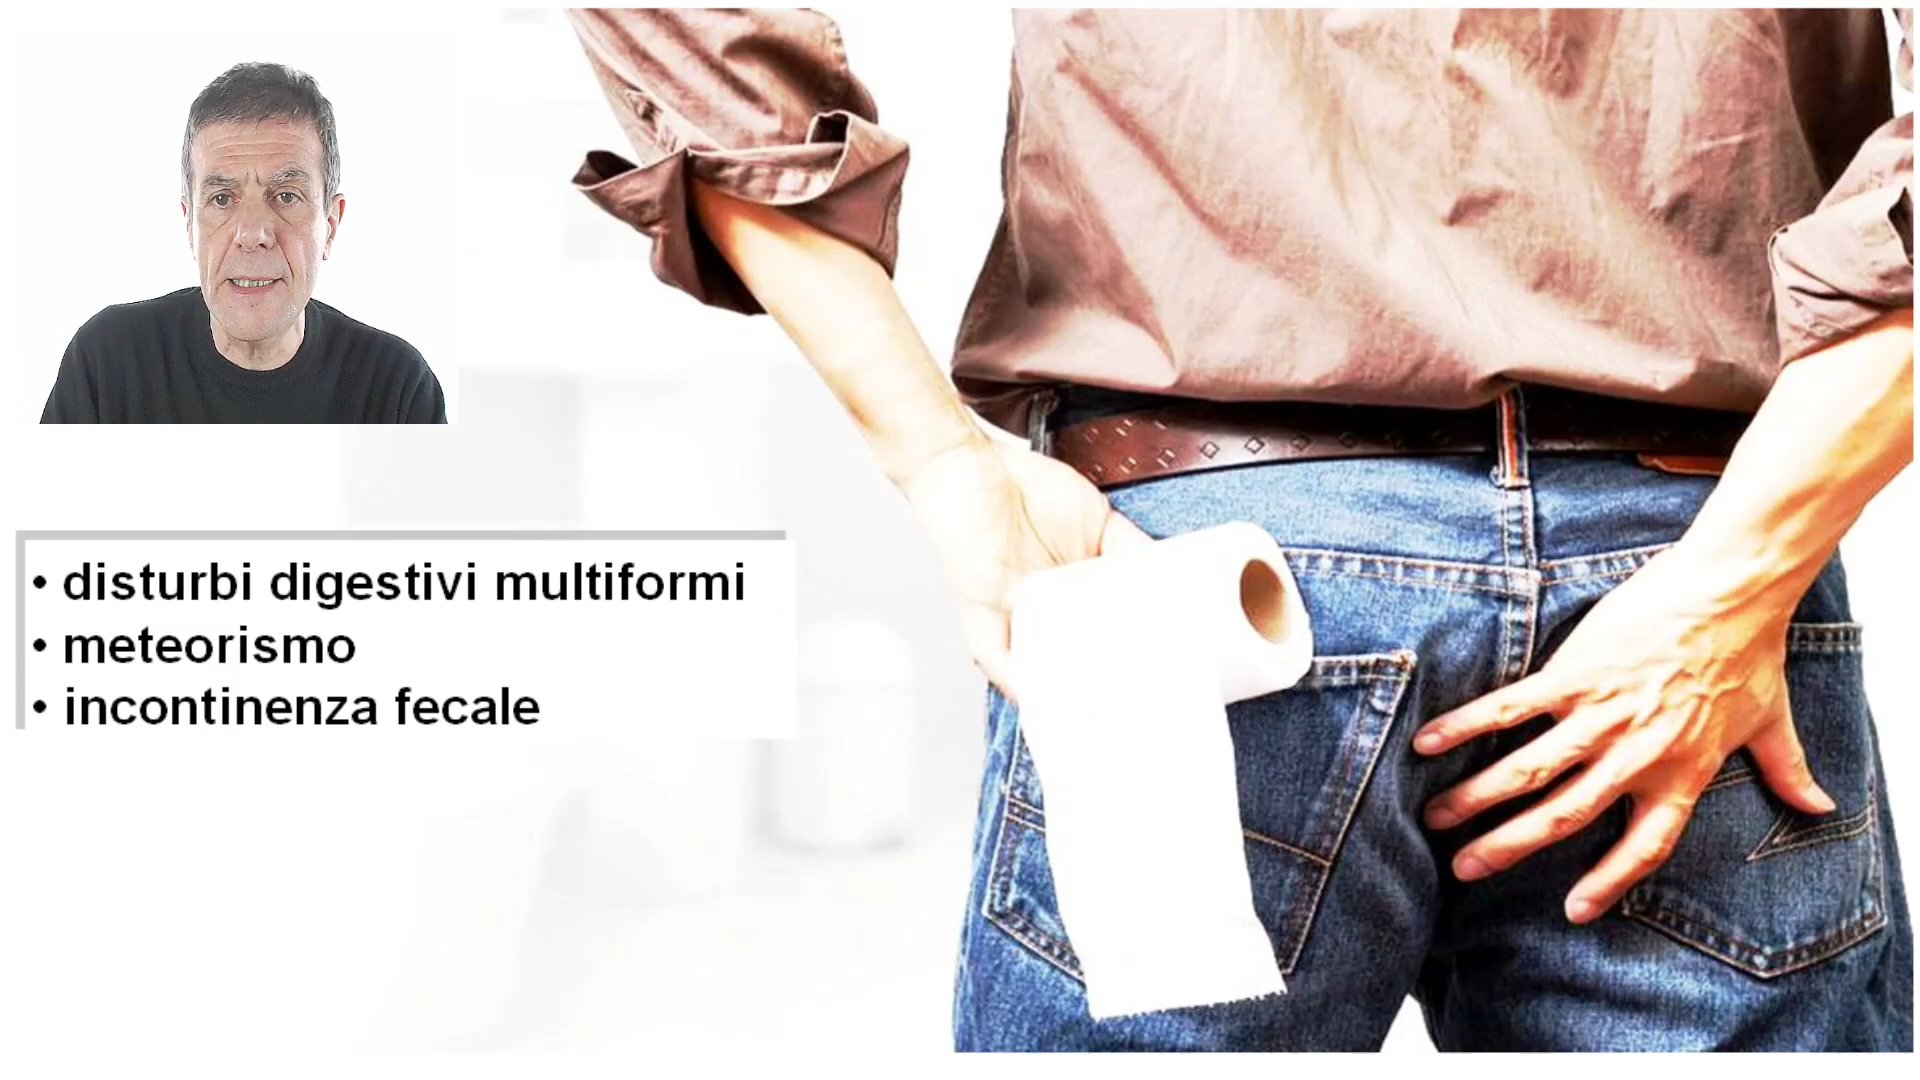 • disturbi digestivi multiformi
• meteorismo
• incontinenza fecale